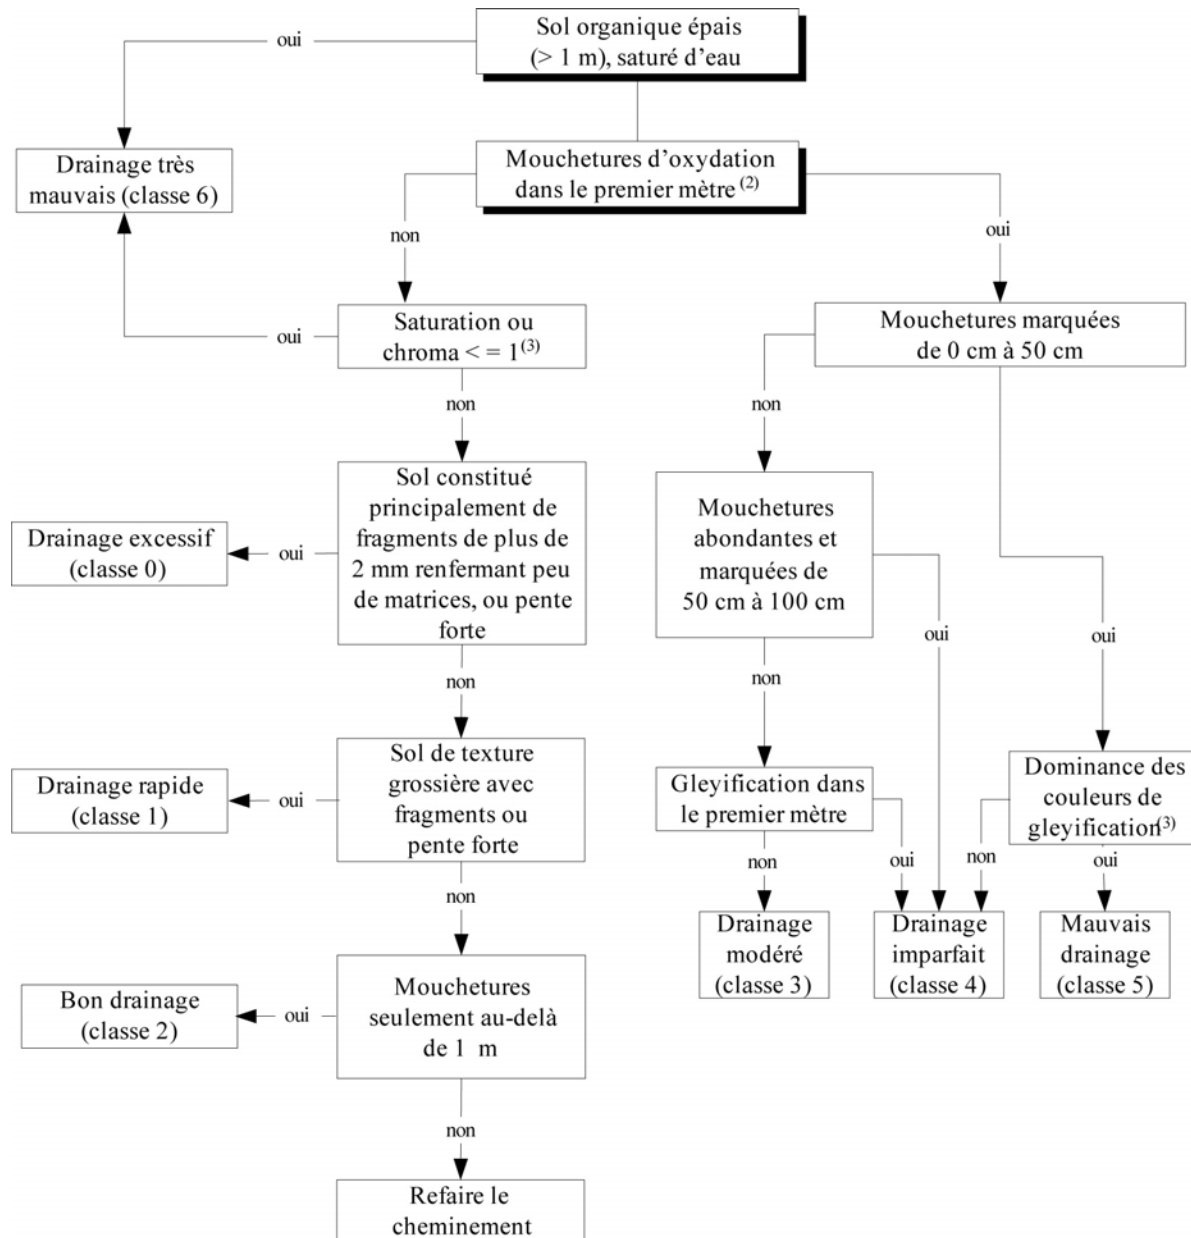 Sol organique épais
(> 1 m), saturé d'eau
oui
Drainage très
mauvais (classe 6)
Mouchetures d'oxydation
dans le premier mètre (2)
non
oui
Saturation ou
chroma < = 1(3)
oui
Mouchetures marquées
de 0 cm à 50 cm
non
non
Sol constitué
principalement de
fragments de plus de
2 mm renfermant peu
de matrices, ou pente
forte
oui
Drainage excessif
(classe 0)
Mouchetures
abondantes et
marquées de
50 cm à 100 cm
oui
oui
non
non
Sol de texture
grossière avec
fragments ou
pente forte
oui
Drainage rapide
(classe 1)
Gleyification dans
le premier mètre
Dominance des
couleurs de
gleyification(3)
non
oui
non
oui
non
Drainage
modéré
(classe 3)
Drainage
imparfait
(classe 4)
Mauvais
drainage
(classe 5)
Mouchetures
seulement au-delà
de 1 m
oui
Bon drainage
(classe 2)
non
Refaire le
cheminement